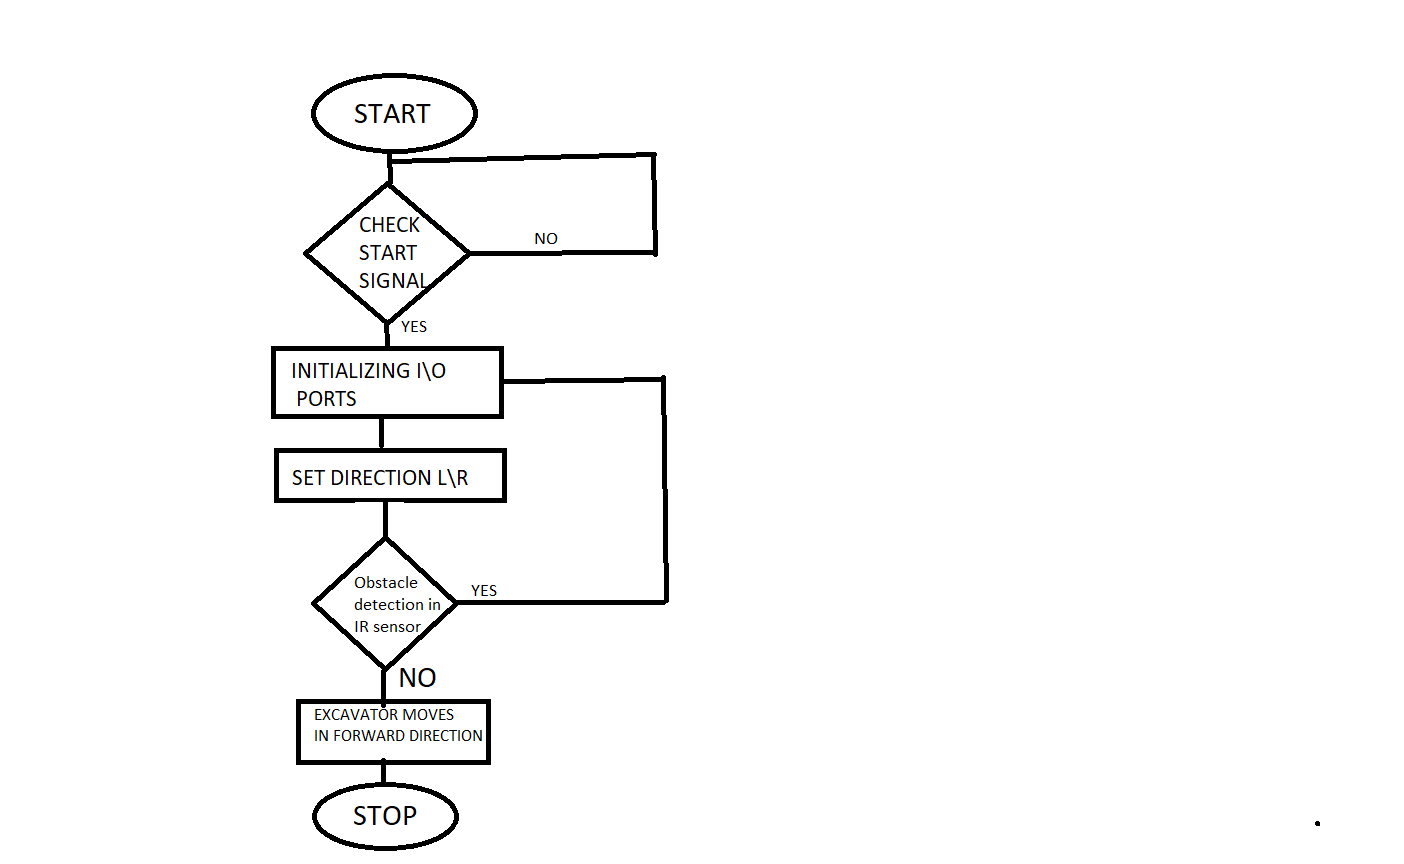 START
CHECK
START
SIGNAL
NO
YES
INITIALIZING I\O
PORTS
SET DIRECTION L\R
Obstacle
detection in
IR sensor
YES
NO
EXCAVATOR MOVES
IN FORWARD DIRECTION
STOP